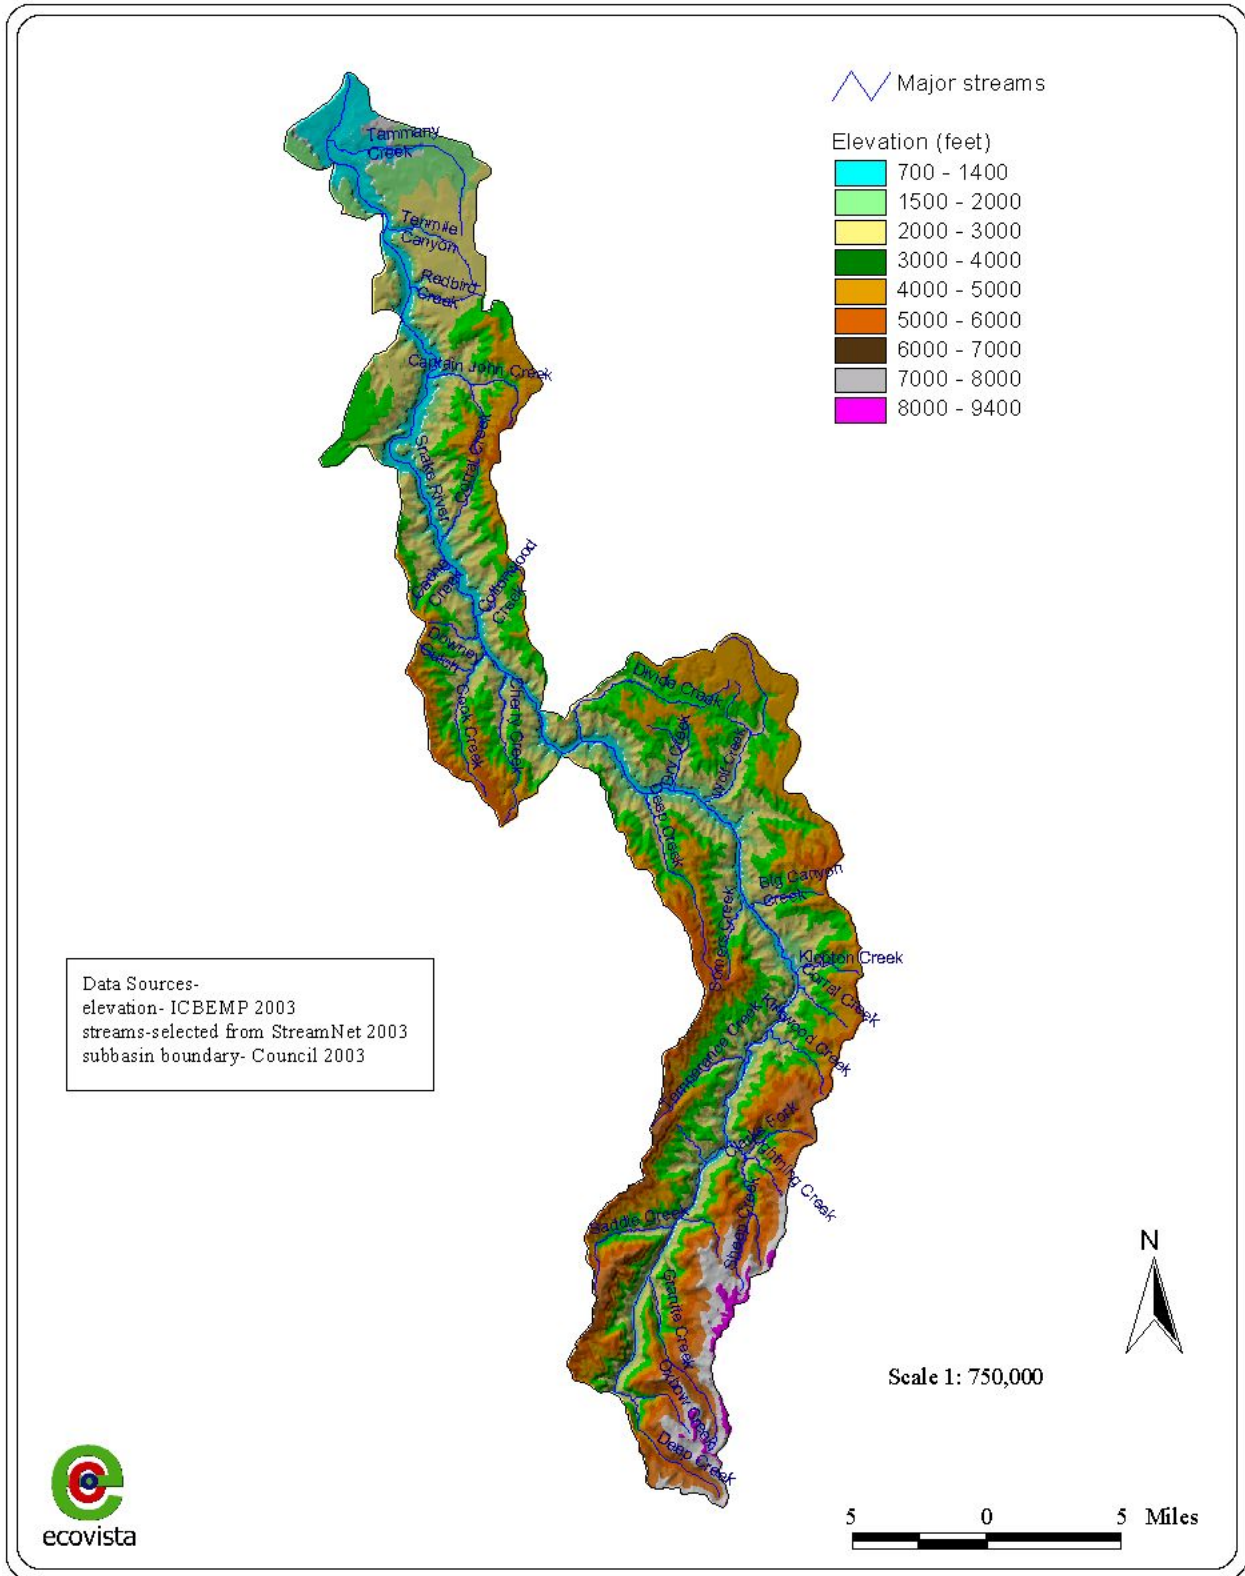 Major streams
Elevation (feet)
700 - 1400
1500 - 2000
2000 - 3000
3000 - 4000
4000 - 5000
5000 - 6000
6000 - 7000
7000 - 8000
8000 - 9400
Tammany
Creek
Tenmile
Canyon
Redbird
Creek
Captain John Creek
Corral Creek
Snake River
Creek
Cottonwood
Creek
Downey
Gulch
Cook Creek
Cherry Creek
Divide Creek
Dry Creek
Wolf Creek
Deep Creek
Big Canyon
Creek
Somers Creek
Klopton Creek
Corral Creek
Kirkwood Creek
Temperance Creek
Fork
Lightning Creek
Sheep Creek
Saddle Creek
Granite Creek
Oxbow Creek
Deep Creek
Data Sources-
elevation- ICBEMP 2003
streams-selected from StreamNet 2003
subbasin boundary- Council 2003
N
Scale 1: 750,000
5 0 5 Miles
ecovista